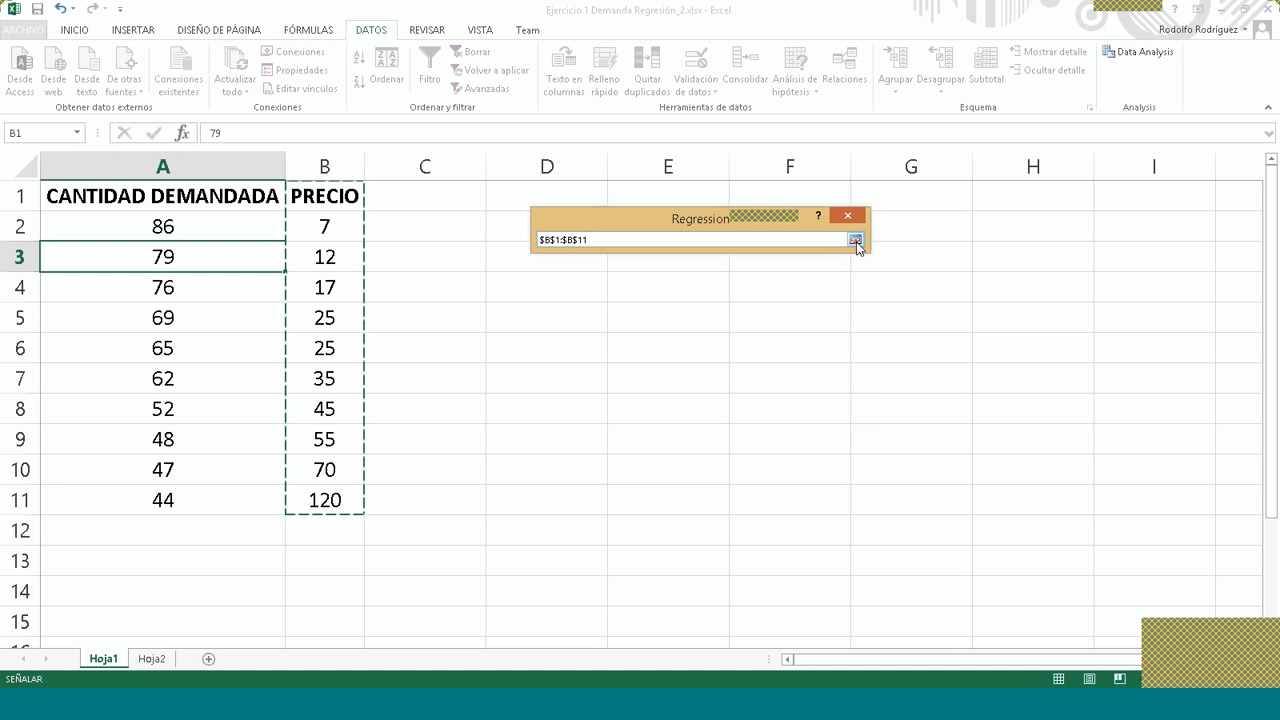 Ejercicio 1 Demanda Regresión_2.xlsx - Excel
ARCHIVO INICIO INSERTAR DISEÑO DE PÁGINA FÓRMULAS DATOS REVISAR VISTA Team Rodolfo Rodríguez
Desde Access
Desde web
Desde texto
De otras fuentes
Conexiones existentes
Obtener datos externos
Actualizar todo
Conexiones
Propiedades
Editar vínculos
Conexiones
Ordenar
Filtro
Borrar
Volver a aplicar
Avanzadas
Ordenar y filtrar
Texto en columnas
Relleno rápido
Quitar duplicados
Validación de datos
Consolidar
Análisis de hipótesis
Relaciones
Herramientas de datos
Agrupar
Desagrupar
Subtotal
Mostrar detalle
Ocultar detalle
Esquema
Data Analysis
Analysis
B1 fx 79
A B C D E F G H I
1 CANTIDAD DEMANDADA PRECIO
2 86 7
3 79 12
4 76 17
5 69 25
6 65 25
7 62 35
8 52 45
9 48 55
10 47 70
11 44 120
12
13
14
15
Regression ?
$B$1:$B$11
Hoja1 Hoja2
SEÑALAR